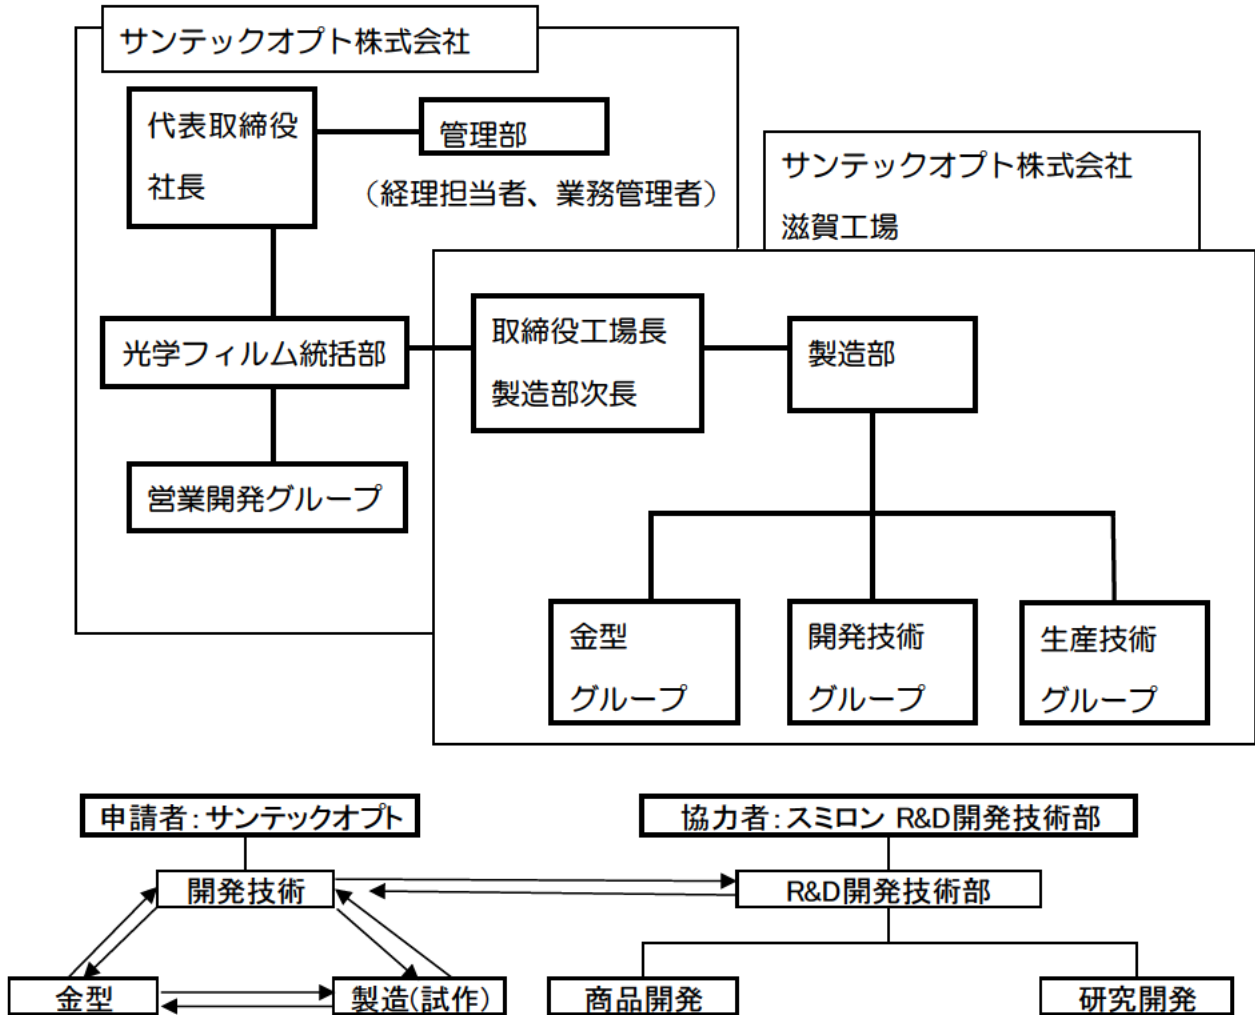 サンテックオプト株式会社
代表取締役
社長
管理部
（経理担当者、業務管理者）
サンテックオプト株式会社
滋賀工場
光学フィルム統括部
取締役工場長
製造部次長
製造部
営業開発グループ
金型
グループ
開発技術
グループ
生産技術
グループ
申請者：サンテックオプト
協力者：スミロン R&D開発技術部
開発技術
R&D開発技術部
金型
製造(試作)
商品開発
研究開発